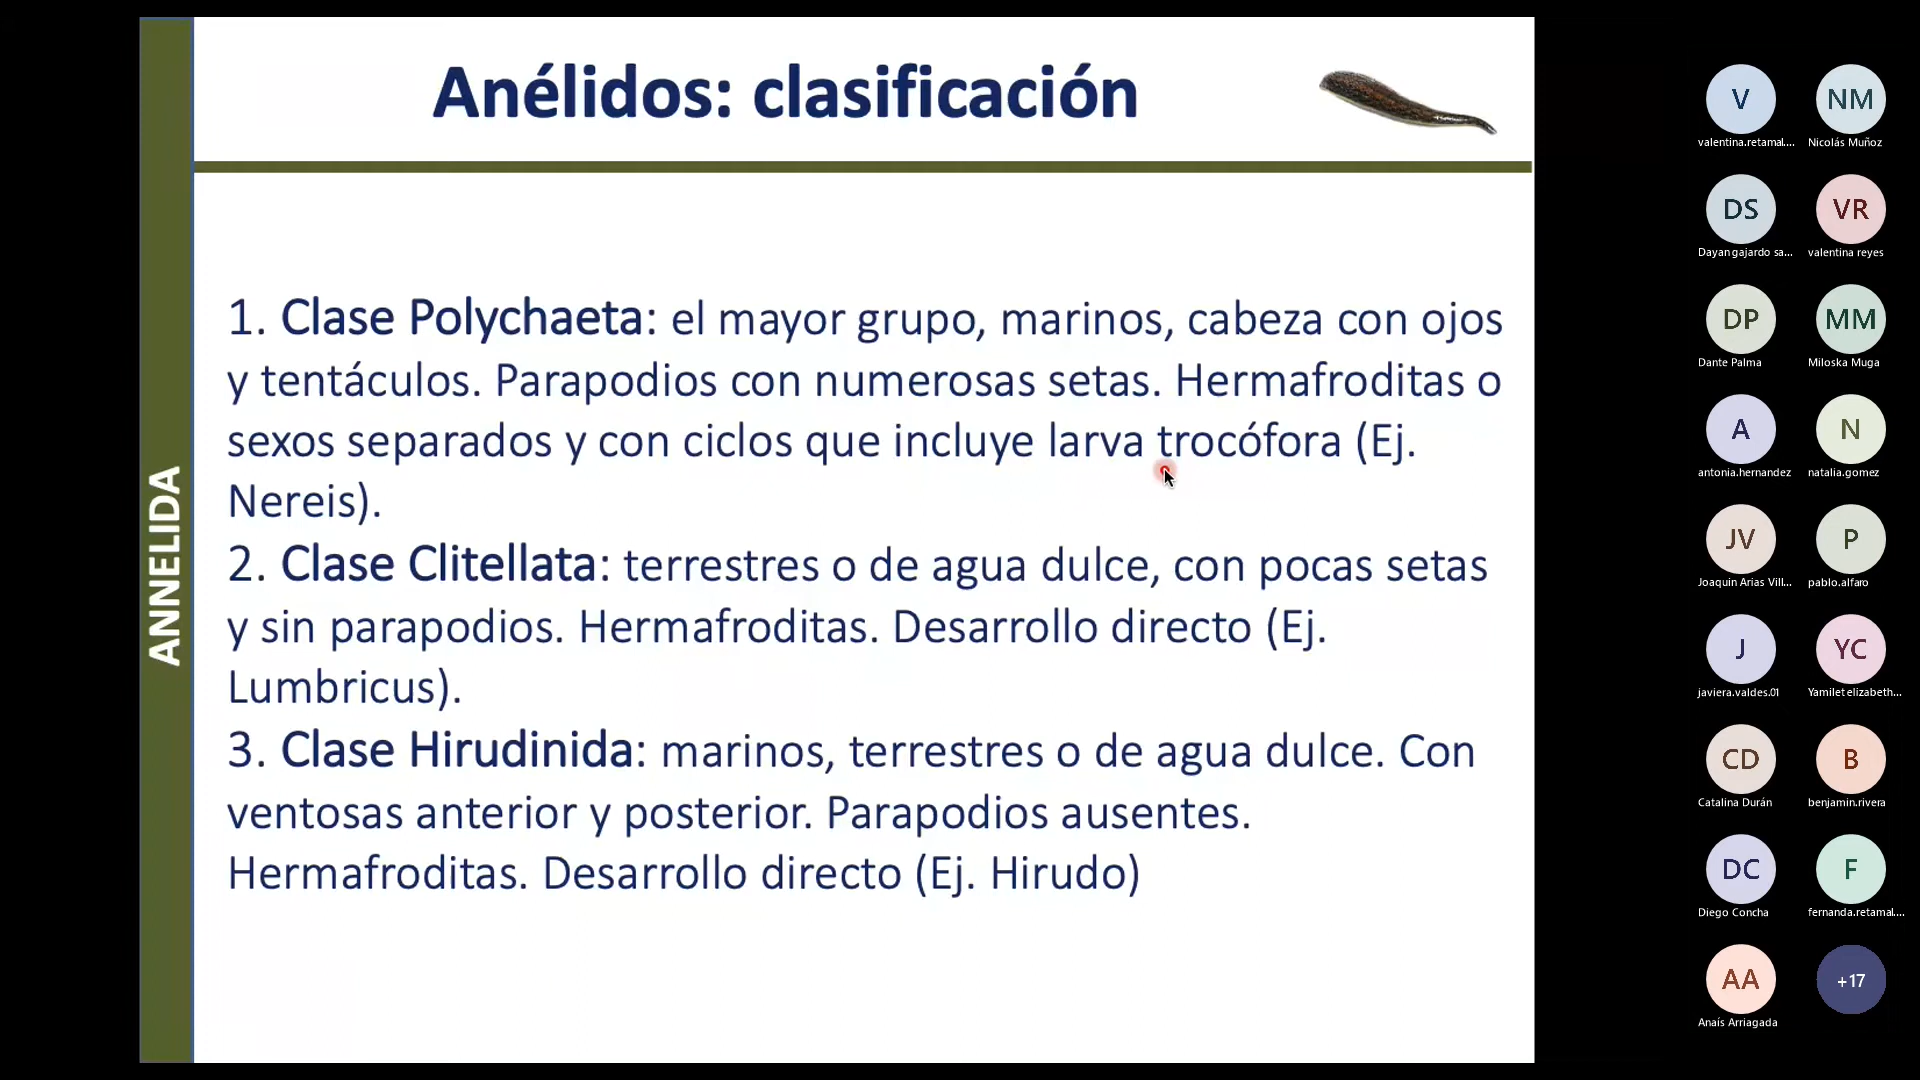 Anélidos: clasificación
ANNELIDA
1. Clase Polychaeta: el mayor grupo, marinos, cabeza con ojos
y tentáculos. Parapodios con numerosas setas. Hermafroditas o
sexos separados y con ciclos que incluye larva trocófora (Ej.
Nereis).
2. Clase Clitellata: terrestres o de agua dulce, con pocas setas
y sin parapodios. Hermafroditas. Desarrollo directo (Ej.
Lumbricus).
3. Clase Hirudinida: marinos, terrestres o de agua dulce. Con
ventosas anterior y posterior. Parapodios ausentes.
Hermafroditas. Desarrollo directo (Ej. Hirudo)
V
NM
valentina.retamal....
Nicolás Muñoz
DS
VR
Dayan gajardo sa...
valentina reyes
DP
MM
Dante Palma
Miloska Muga
A
N
antonia.hernandez
natalia.gomez
JV
P
Joaquin Arias Vill...
pablo.alfaro
J
YC
javiera.valdes.01
Yamilet elizabeth...
CD
B
Catalina Durán
benjamin.rivera
DC
F
Diego Concha
fernanda.retamal....
AA
+17
Anaís Arriagada